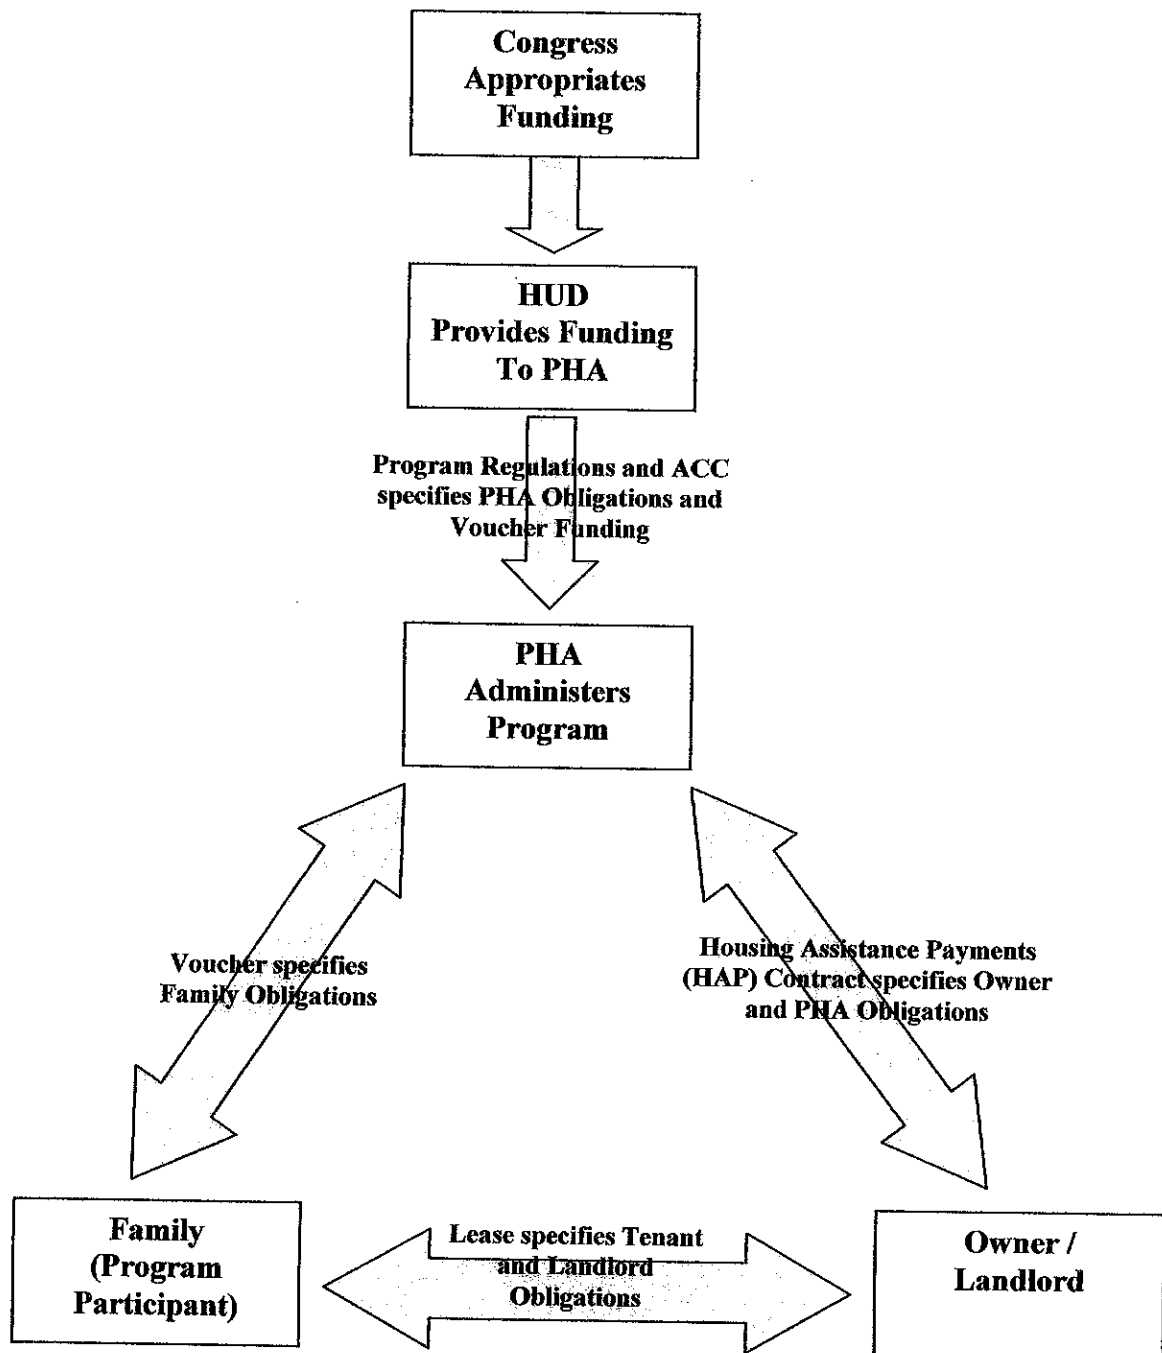 Congress
Appropriates
Funding
HUD
Provides Funding
To PHA
Program Regulations and ACC
specifies PHA Obligations and
Voucher Funding
PHA
Administers
Program
Voucher specifies
Family Obligations
Housing Assistance Payments
(HAP) Contract specifies Owner
and PHA Obligations
Family
(Program
Participant)
Lease specifies Tenant
and Landlord
Obligations
Owner /
Landlord